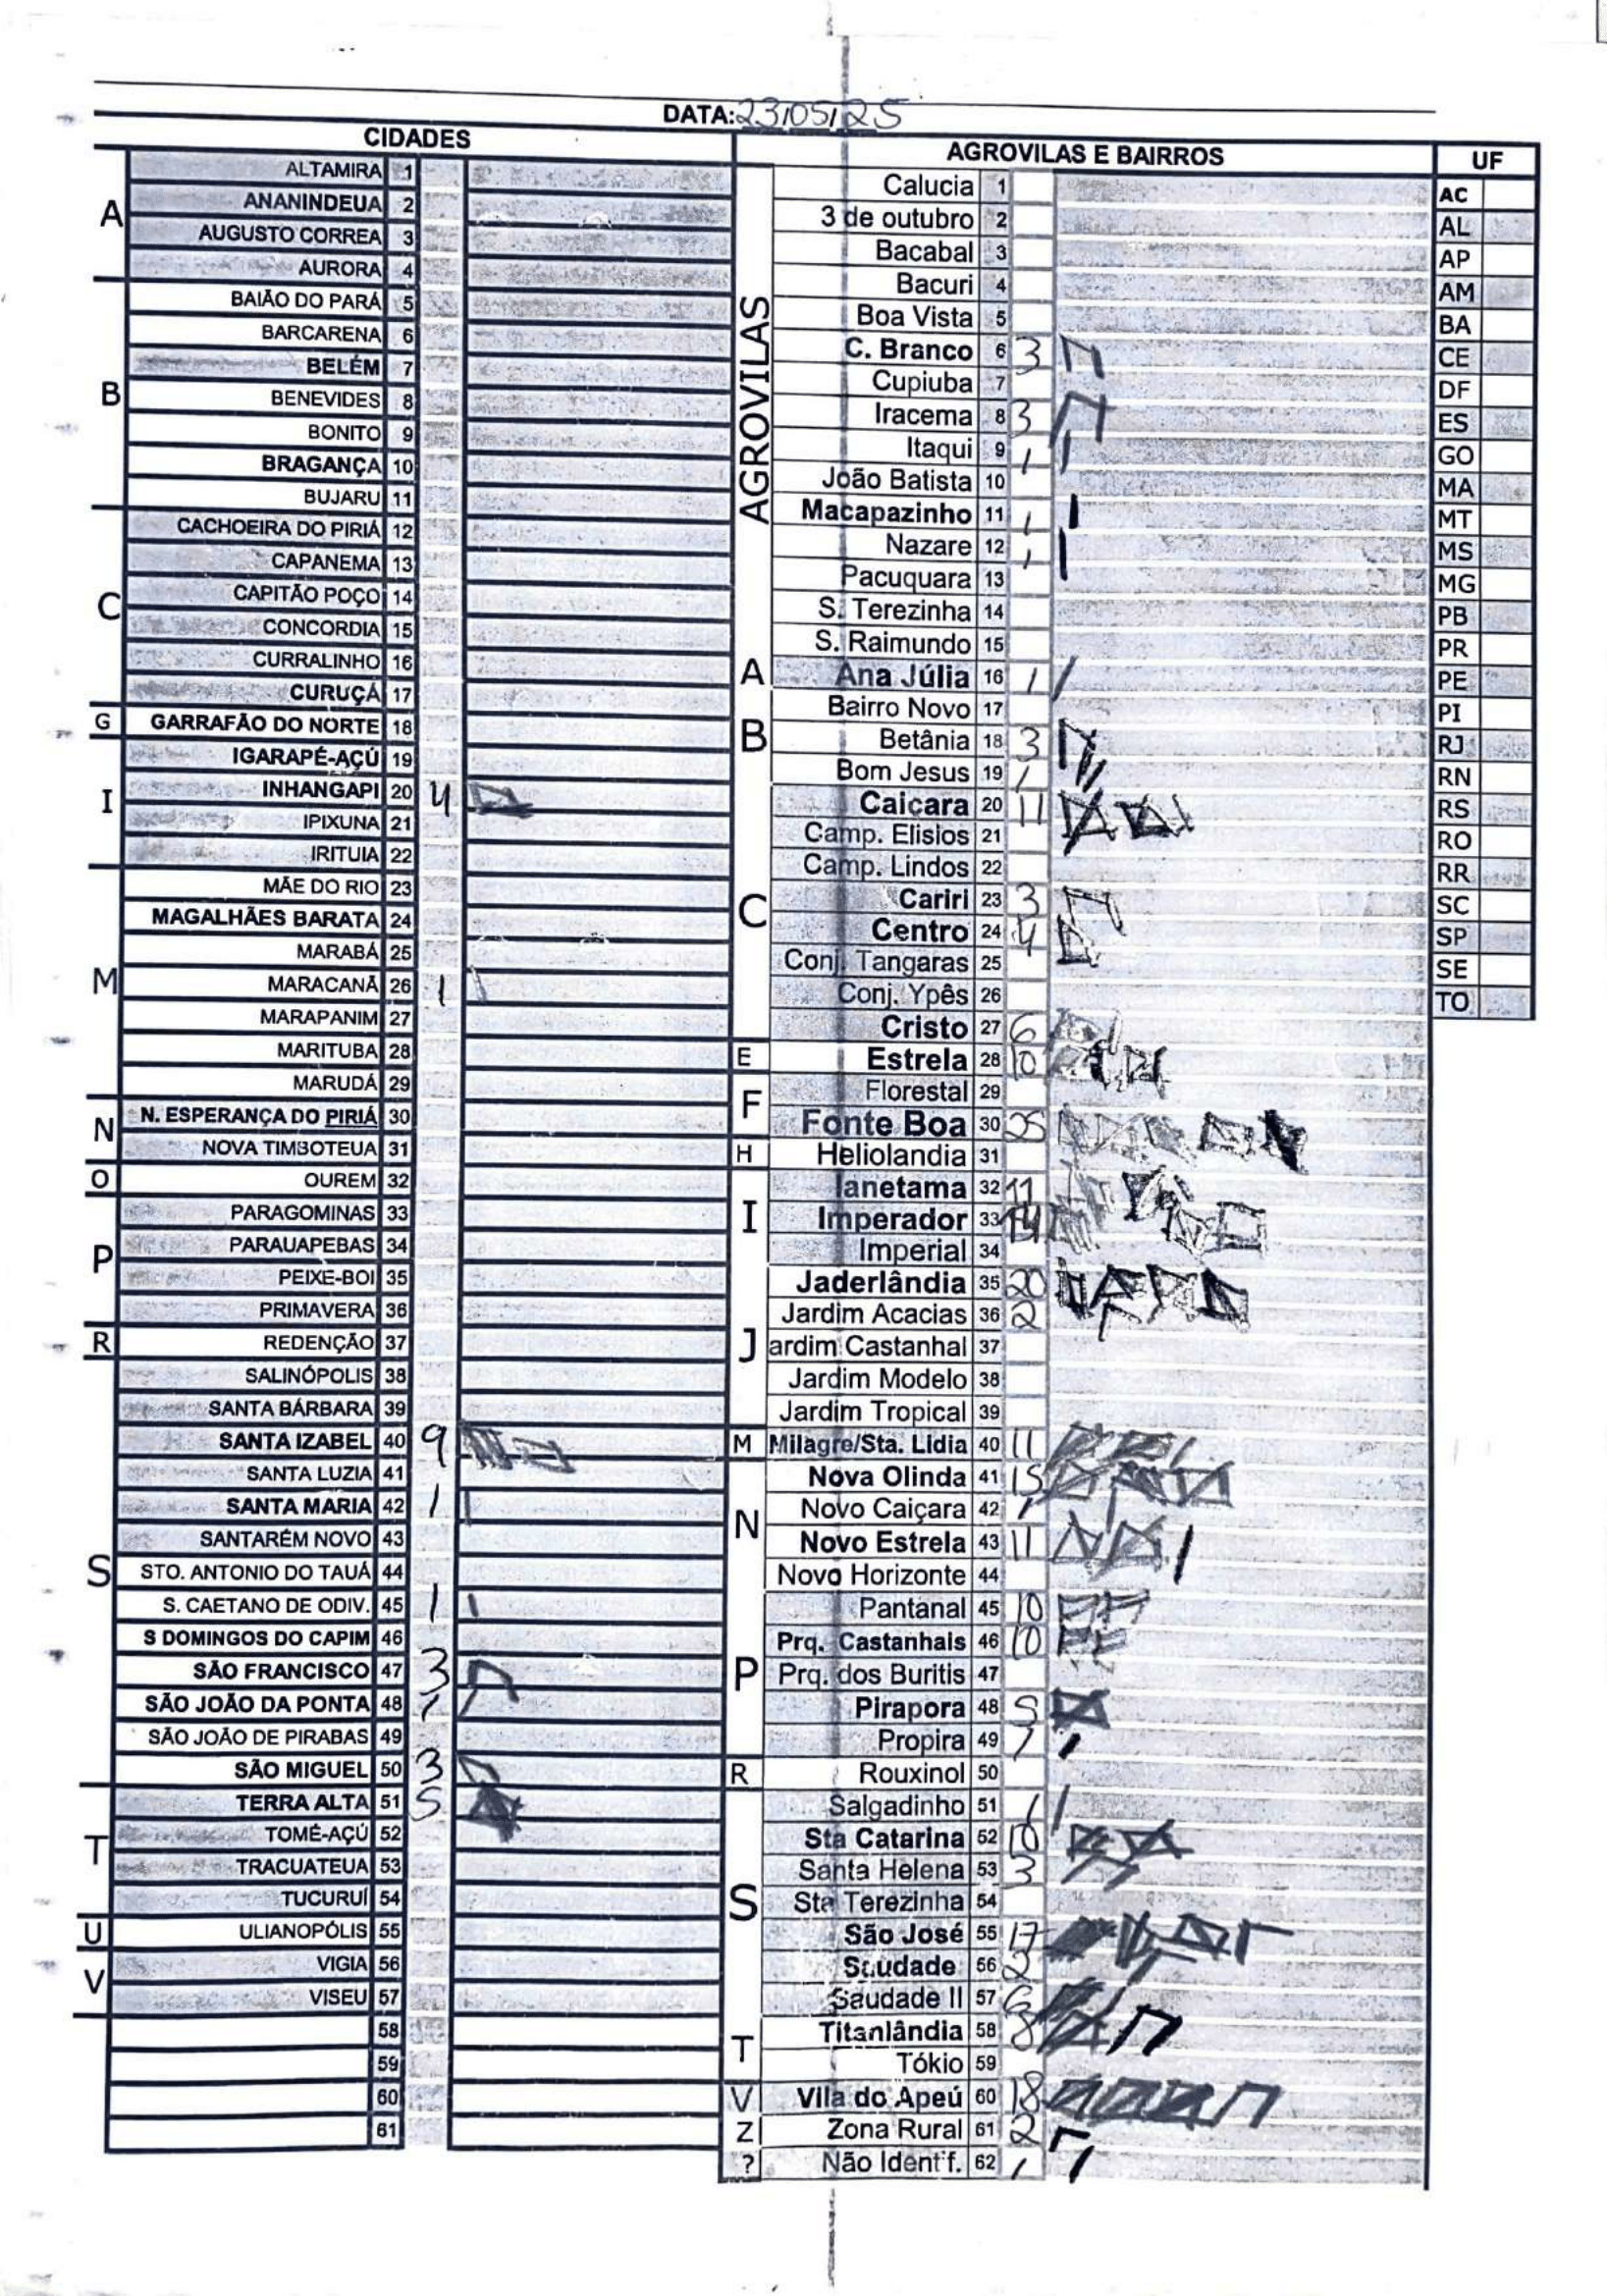 DATA: 23/05/25
CIDADES
A
ALTAMIRA 1
ANANINDEUA 2
AUGUSTO CORREA 3
AURORA 4
B
BAIÃO DO PARÁ 5
BARCARENA 6
BELÉM 7
BENEVIDES 8
BONITO 9
BRAGANÇA 10
BUJARU 11
C
CACHOEIRA DO PIRIÁ 12
CAPANEMA 13
CAPITÃO POÇO 14
CONCORDIA 15
CURRALINHO 16
CURUÇÁ 17
G
GARRAFÃO DO NORTE 18
I
IGARAPÉ-AÇÚ 19
INHANGAPI 20 4
IPIXUNA 21
IRITUIA 22
M
MÃE DO RIO 23
MAGALHÃES BARATA 24
MARABÁ 25
MARACANÃ 26 1
MARAPANIM 27
MARITUBA 28
MARUDÁ 29
N
N. ESPERANÇA DO PIRIÁ 30
NOVA TIMBOTEUA 31
O
OUREM 32
P
PARAGOMINAS 33
PARAUAPEBAS 34
PEIXE-BOI 35
PRIMAVERA 36
R
REDENÇÃO 37
S
SALINÓPOLIS 38
SANTA BÁRBARA 39
SANTA IZABEL 40 9
SANTA LUZIA 41
SANTA MARIA 42 1
SANTARÉM NOVO 43
STO. ANTONIO DO TAUÁ 44
S. CAETANO DE ODIV. 45 1
S DOMINGOS DO CAPIM 46
SÃO FRANCISCO 47 3
SÃO JOÃO DA PONTA 48 1
SÃO JOÃO DE PIRABAS 49
SÃO MIGUEL 50 3
T
TERRA ALTA 51 5
TOMÉ-AÇÚ 52
TRACUATEUA 53
TUCURUÍ 54
U
ULIANOPÓLIS 55
V
VIGIA 56
VISEU 57
58
59
60
61
AGROVILAS E BAIRROS
AGROVILAS
Calucia 1
3 de outubro 2
Bacabal 3
Bacuri 4
Boa Vista 5
C. Branco 6 3
Cupiuba 7
Iracema 8 3
Itaqui 9 1
João Batista 10
Macapazinho 11 1
Nazare 12 1
Pacuquara 13
S. Terezinha 14
S. Raimundo 15
A
Ana Júlia 16 1
B
Bairro Novo 17
Betânia 18 3
Bom Jesus 19 1
C
Caiçara 20 11
Camp. Elisios 21
Camp. Lindos 22
Cariri 23 3
Centro 24 4
Conj. Tangaras 25
Conj. Ypês 26
Cristo 27 6
E
Estrela 28 10
F
Florestal 29
Fonte Boa 30 25
H
Heliolandia 31
I
Ianetama 32 11
Imperador 33 14
Imperial 34
J
Jaderlândia 35 20
Jardim Acacias 36 2
ardim Castanhal 37
Jardim Modelo 38
Jardim Tropical 39
M
Milagre/Sta. Lidia 40 11
N
Nova Olinda 41 15
Novo Caiçara 42 1
Novo Estrela 43 11
Novo Horizonte 44
P
Pantanal 45 10
Prq. Castanhais 46 10
Prq. dos Buritis 47
Pirapora 48 5
Propira 49 1
R
Rouxinol 50
S
Salgadinho 51 1
Sta Catarina 52 10
Santa Helena 53 3
Sta Terezinha 54
São José 55 17
Saudade 56 2
Saudade II 57 6
T
Titanlândia 58 8
Tókio 59
V
Vila do Apeú 60 18
Z
Zona Rural 61 2
?
Não Identif. 62 1
UF
AC
AL
AP
AM
BA
CE
DF
ES
GO
MA
MT
MS
MG
PB
PR
PE
PI
RJ
RN
RS
RO
RR
SC
SP
SE
TO